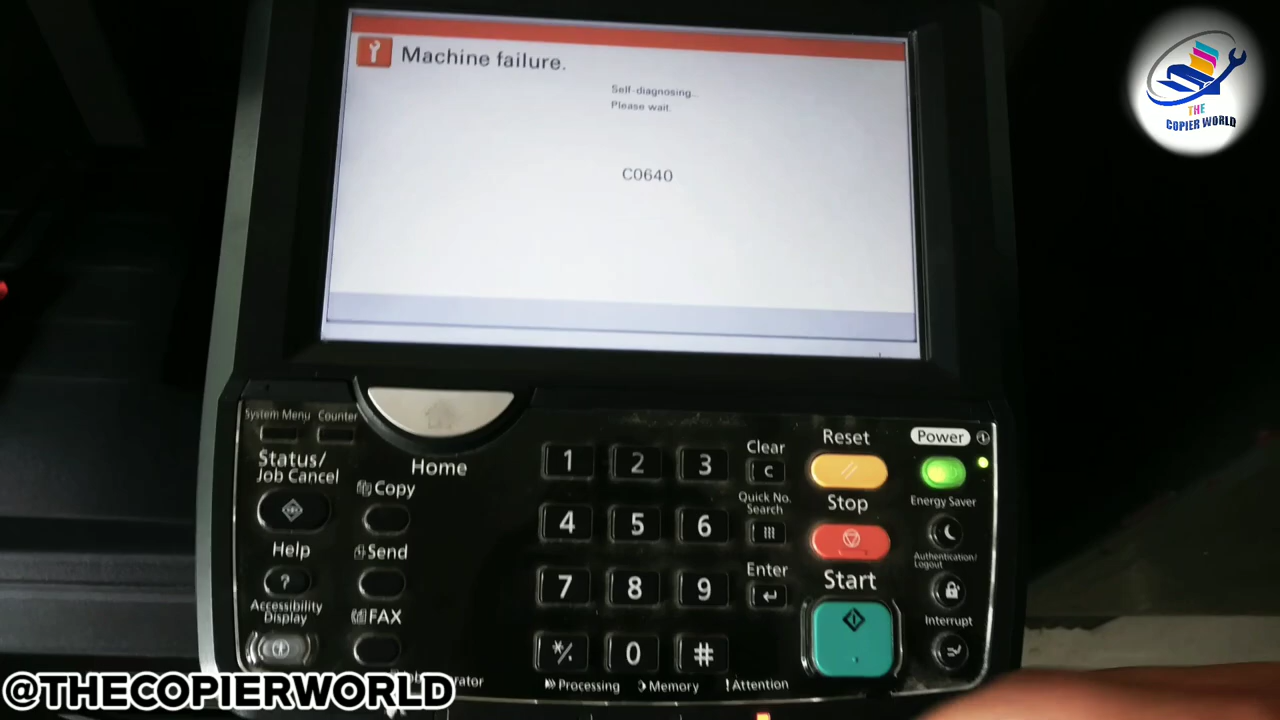 Machine failure.
Self-diagnosing...
Please wait.
C0640
THE
COPIER WORLD
System Menu
Counter
Status/
Job Cancel
Home
Copy
Help
Send
Accessibility
Display
FAX
1
2
3
4
5
6
7
8
9
*/.
0
#
Clear
C
Quick No.
Search
Enter
Reset
Stop
Start
Power
Energy Saver
Authentication/
Logout
Interrupt
Processing
Memory
Attention
@THECOPIERWORLD